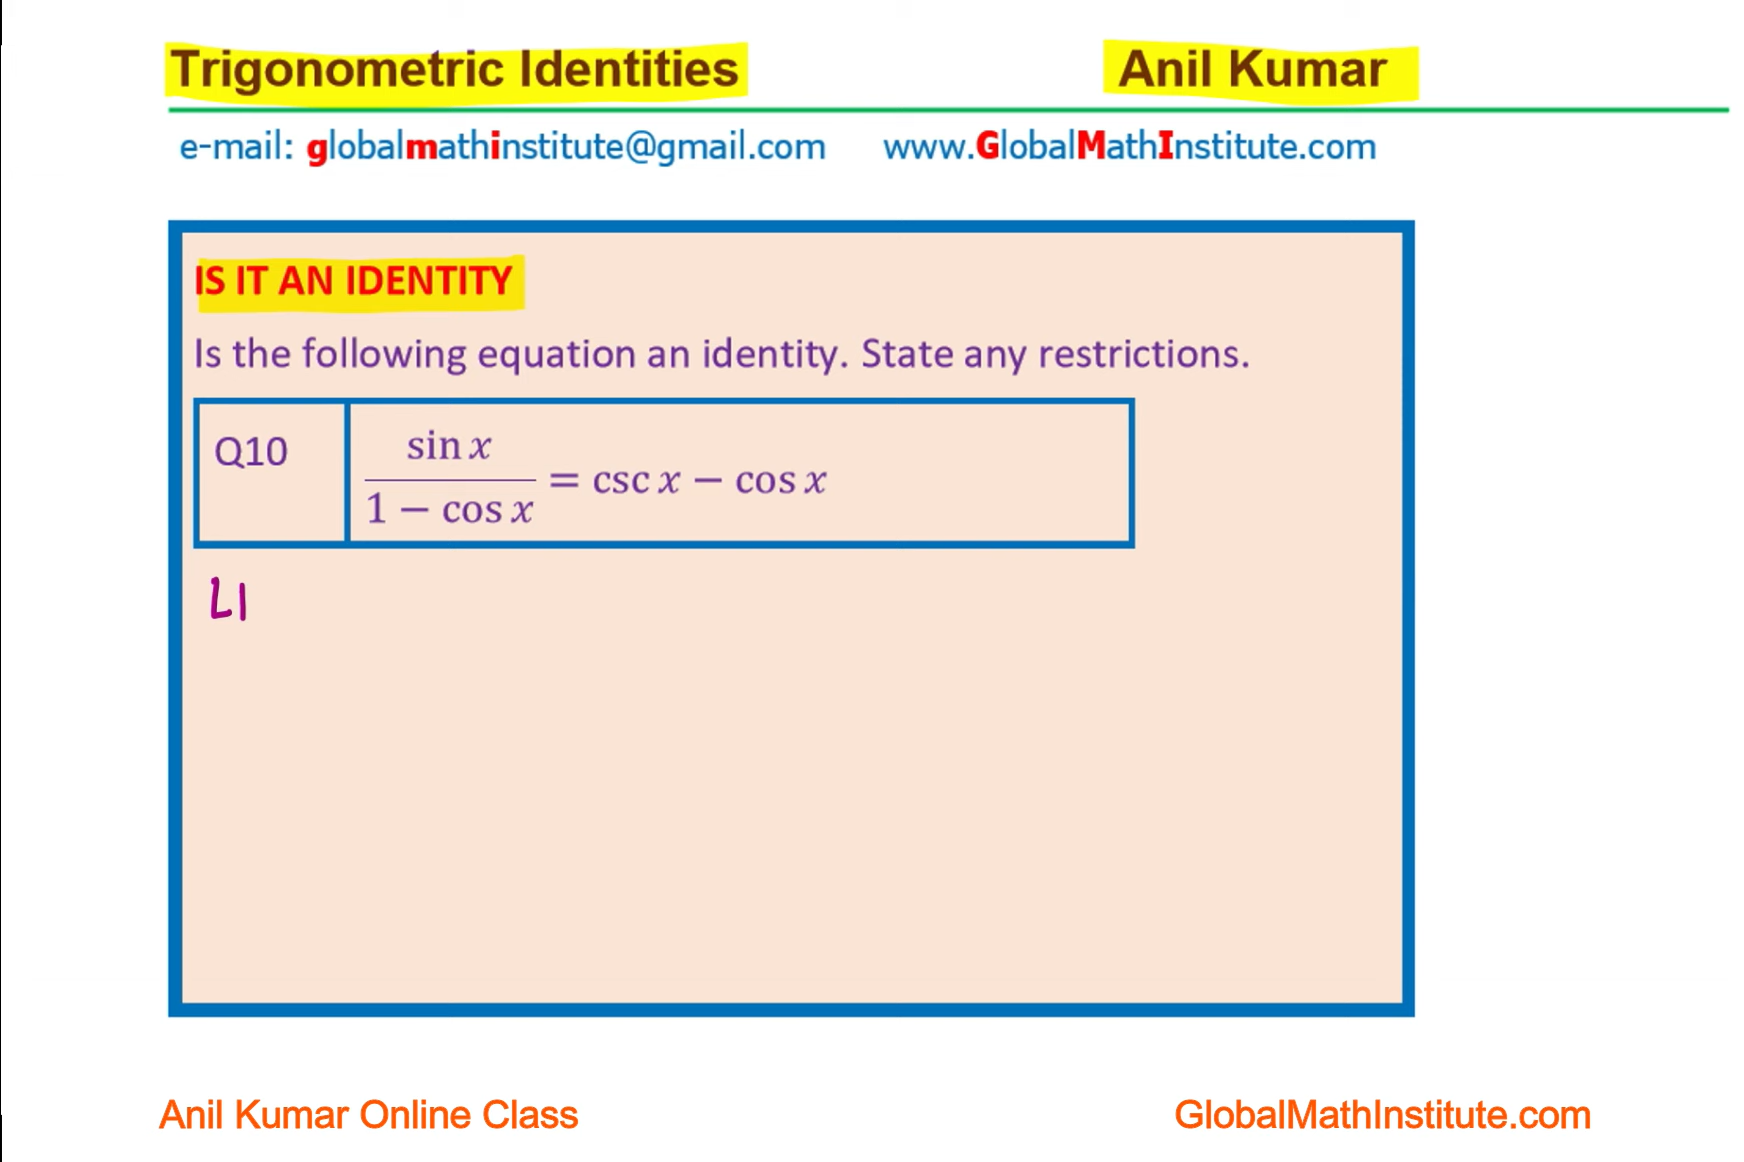 Trigonometric Identities Anil Kumar
e-mail: globalmathinstitute@gmail.com www.GlobalMathInstitute.com
IS IT AN IDENTITY
Is the following equation an identity. State any restrictions.
Q10 sin x / 1 − cos x = csc x − cos x
LI
Anil Kumar Online Class GlobalMathInstitute.com